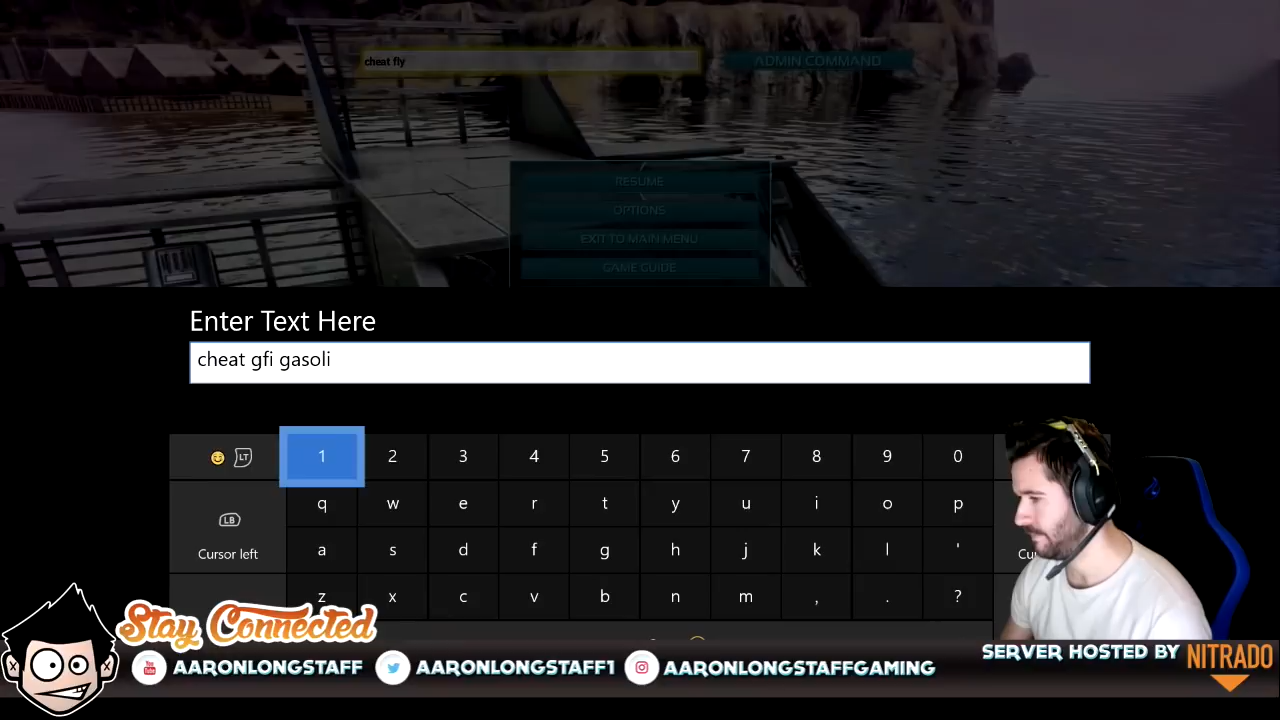 cheat fly
ADMIN COMMAND
RESUME
OPTIONS
EXIT TO MAIN MENU
GAME GUIDE
Enter Text Here
cheat gfi gasoli
LT 1 2 3 4 5 6 7 8 9 0
q w e r t y u i o p
LB
a s d f g h j k l '
Cursor left
Cu
z x c v b n m , . ?
Stay Connected
AARONLONGSTAFF
AARONLONGSTAFF1
AARONLONGSTAFFGAMING
SERVER HOSTED BY NITRADO